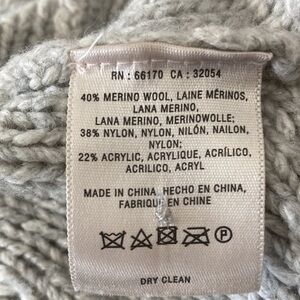 RN : 66170 CA : 32054
40% MERINO WOOL, LAINE MÉRINOS,
LANA MERINO,
LANA MERINO, MERINOWOLLE;
38% NYLON, NYLON, NILÓN, NAILON,
NYLON;
22% ACRYLIC, ACRYLIQUE, ACRÍLICO,
ACRILICO, ACRYL
MADE IN CHINA, HECHO EN CHINA,
FABRIQUÉ EN CHINE
P
DRY CLEAN